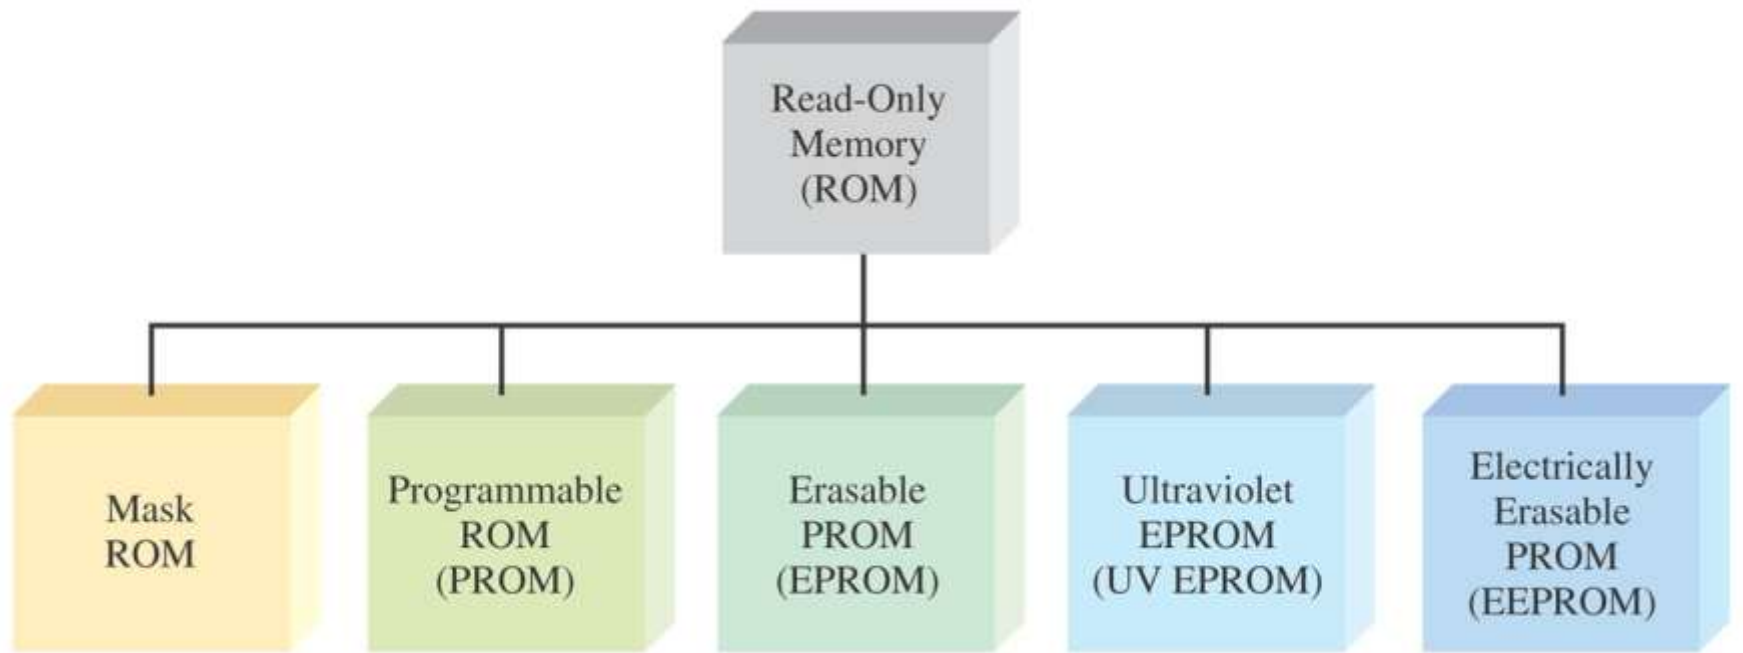 Read-Only
Memory
(ROM)
Mask
ROM
Programmable
ROM
(PROM)
Erasable
PROM
(EPROM)
Ultraviolet
EPROM
(UV EPROM)
Electrically
Erasable
PROM
(EEPROM)